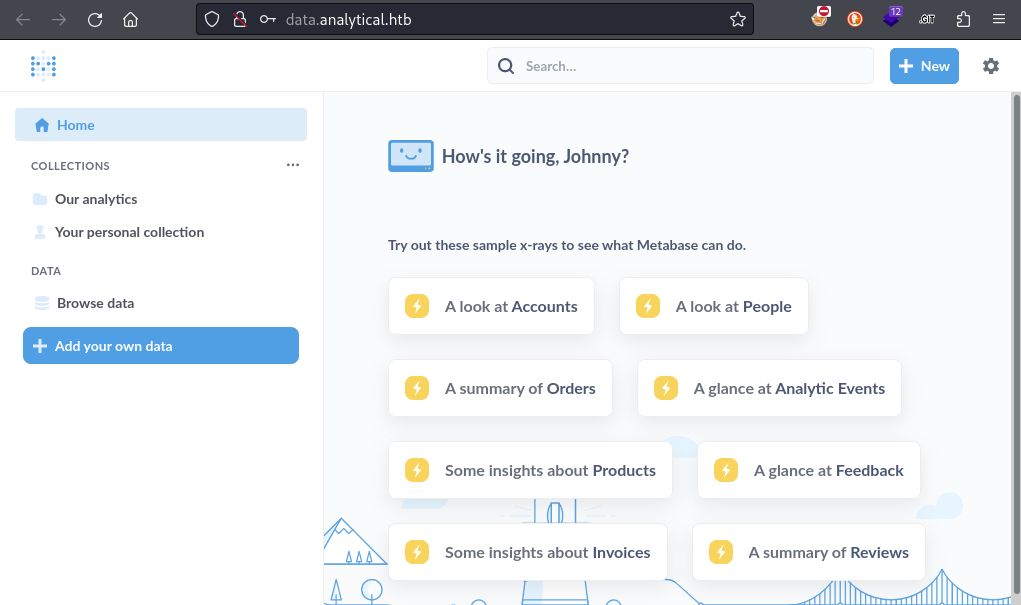 data.analytical.htb
12
.GIT
Search...
New
Home
COLLECTIONS
Our analytics
Your personal collection
DATA
Browse data
Add your own data
How's it going, Johnny?
Try out these sample x-rays to see what Metabase can do.
A look at Accounts
A look at People
A summary of Orders
A glance at Analytic Events
Some insights about Products
A glance at Feedback
Some insights about Invoices
A summary of Reviews